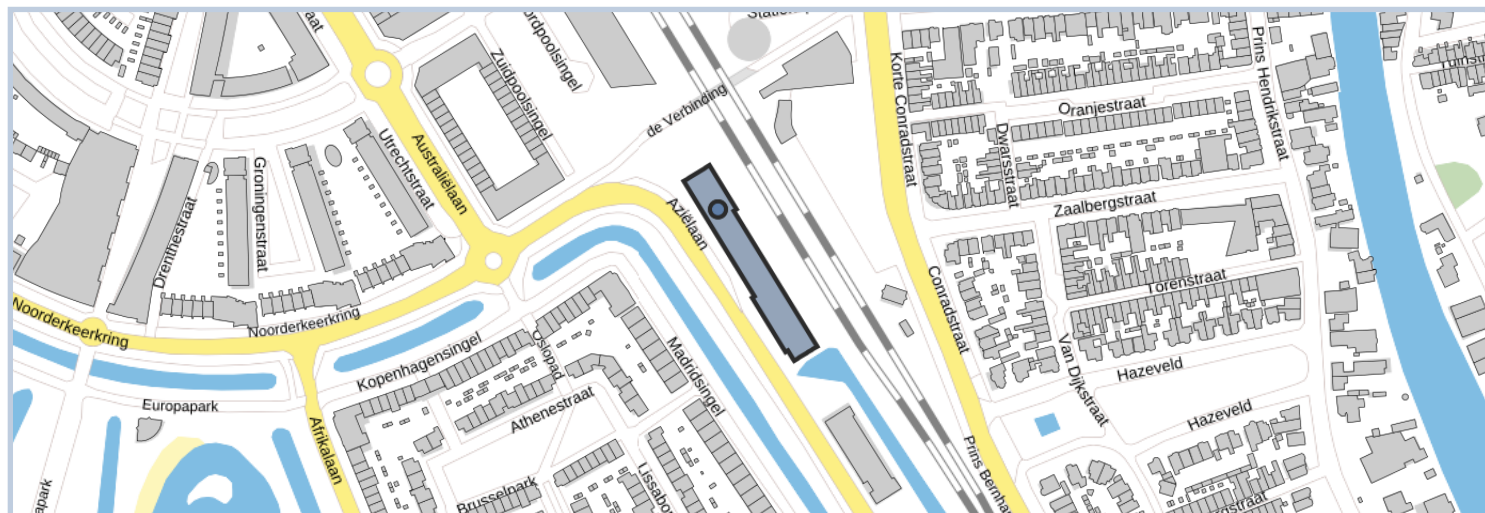 Zuidpoolsingel
de Verbinding
Korte Conradstraat
Oranjestraat
Prins Hendrikstraat
Dwarsstraat
Zaalbergstraat
Australiëlaan
Utrechtstraat
Groningenstraat
Drenthestraat
Aziëlaan
Torenstraat
Conradstraat
Noorderkeerkring
Noorderkeerkring
Kopenhagensingel
Oslopad
Madridsingel
Van Dijkstraat
Hazeveld
Hazeveld
Europapark
Athenestraat
Afrikalaan
Brusselpark